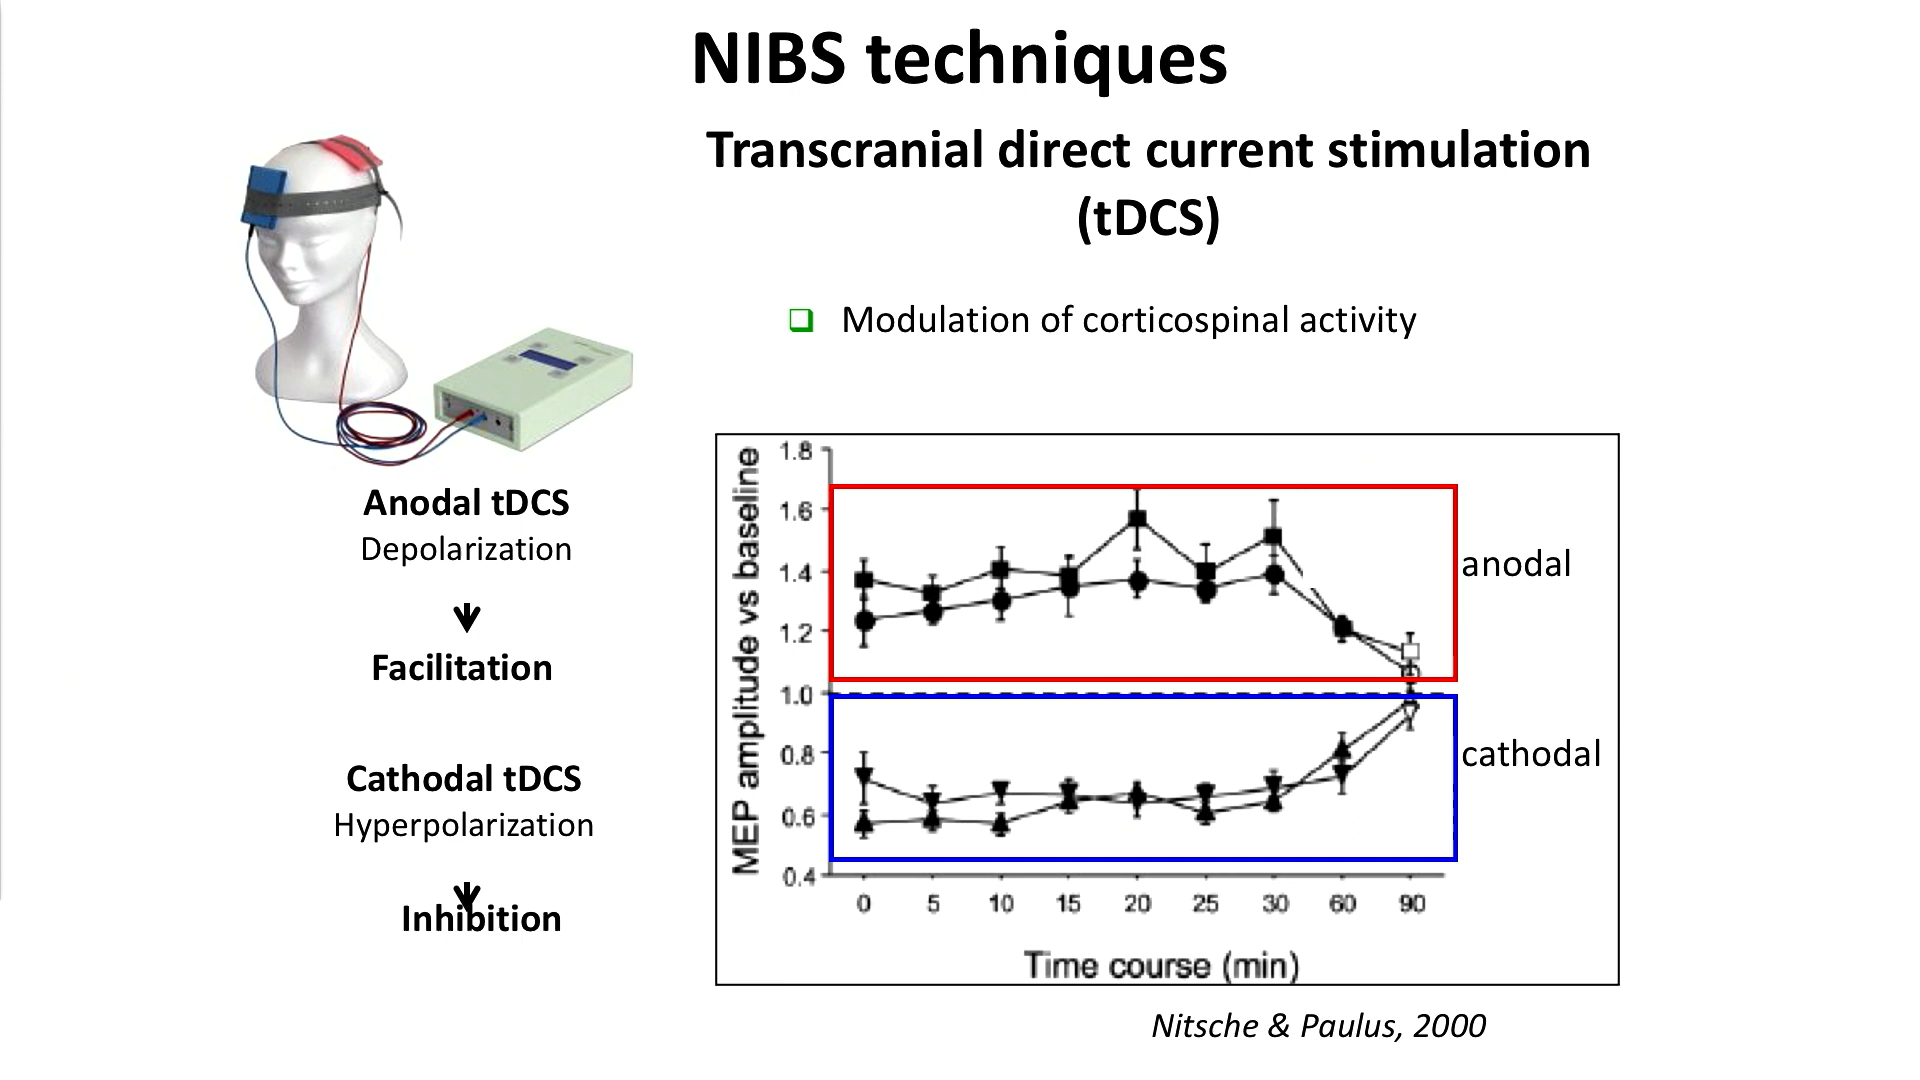 NIBS techniques
Transcranial direct current stimulation
(tDCS)
❑ Modulation of corticospinal activity
Anodal tDCS
Depolarization
Facilitation
Cathodal tDCS
Hyperpolarization
Inhibition
MEP amplitude vs baseline
1.8
1.6
1.4
1.2
1.0
0.8
0.6
0.4
0 5 10 15 20 25 30 60 90
Time course (min)
anodal
cathodal
Nitsche & Paulus, 2000